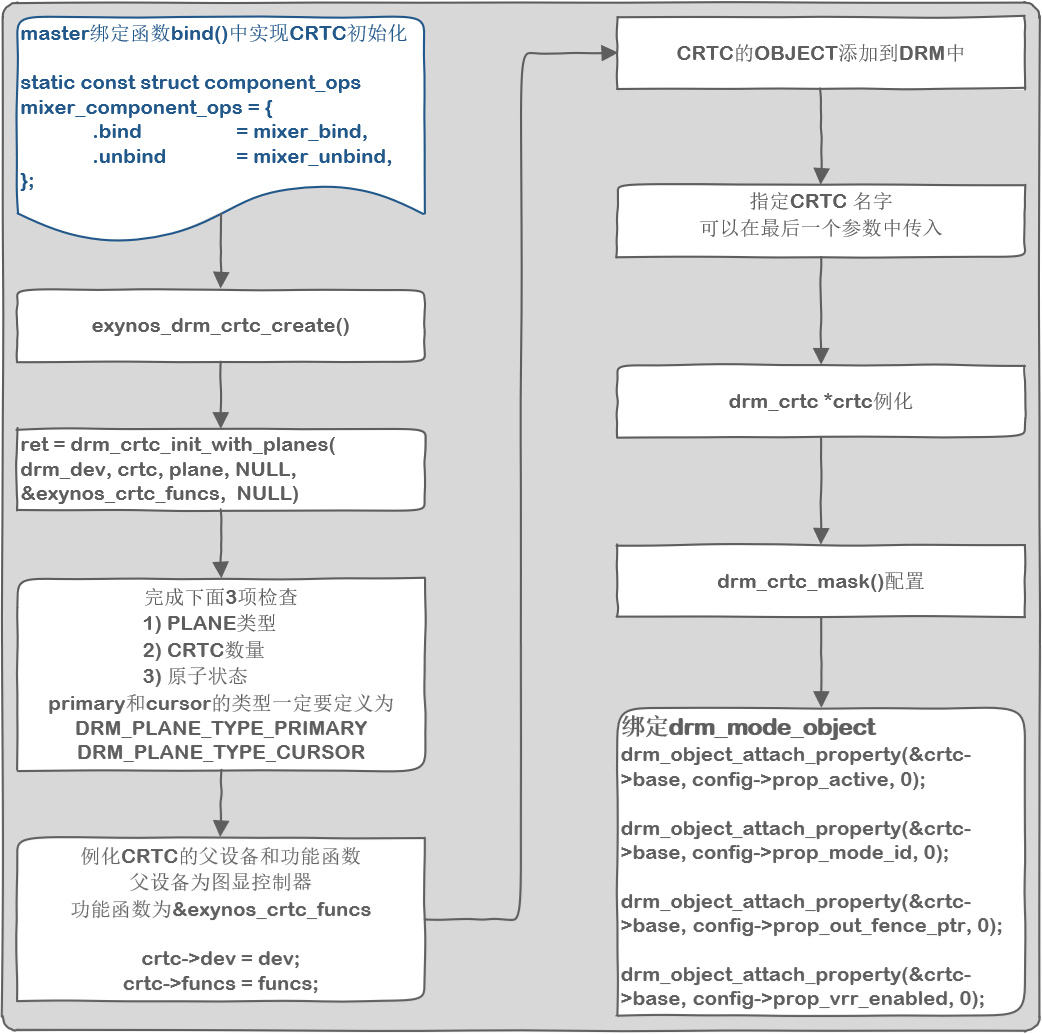 master绑定函数bind()中实现CRTC初始化
static const struct component_ops
mixer_component_ops = {
.bind = mixer_bind,
.unbind = mixer_unbind,
};
exynos_drm_crtc_create()
ret = drm_crtc_init_with_planes(
drm_dev, crtc, plane, NULL,
&exynos_crtc_funcs, NULL)
完成下面3项检查
1) PLANE类型
2) CRTC数量
3) 原子状态
primary和cursor的类型一定要定义为
DRM_PLANE_TYPE_PRIMARY
DRM_PLANE_TYPE_CURSOR
例化CRTC的父设备和功能函数
父设备为图显控制器
功能函数为&exynos_crtc_funcs
crtc->dev = dev;
crtc->funcs = funcs;
CRTC的OBJECT添加到DRM中
指定CRTC 名字
可以在最后一个参数中传入
drm_crtc *crtc例化
drm_crtc_mask()配置
绑定drm_mode_object
drm_object_attach_property(&crtc-
>base, config->prop_active, 0);
drm_object_attach_property(&crtc-
>base, config->prop_mode_id, 0);
drm_object_attach_property(&crtc-
>base, config->prop_out_fence_ptr, 0);
drm_object_attach_property(&crtc-
>base, config->prop_vrr_enabled, 0);